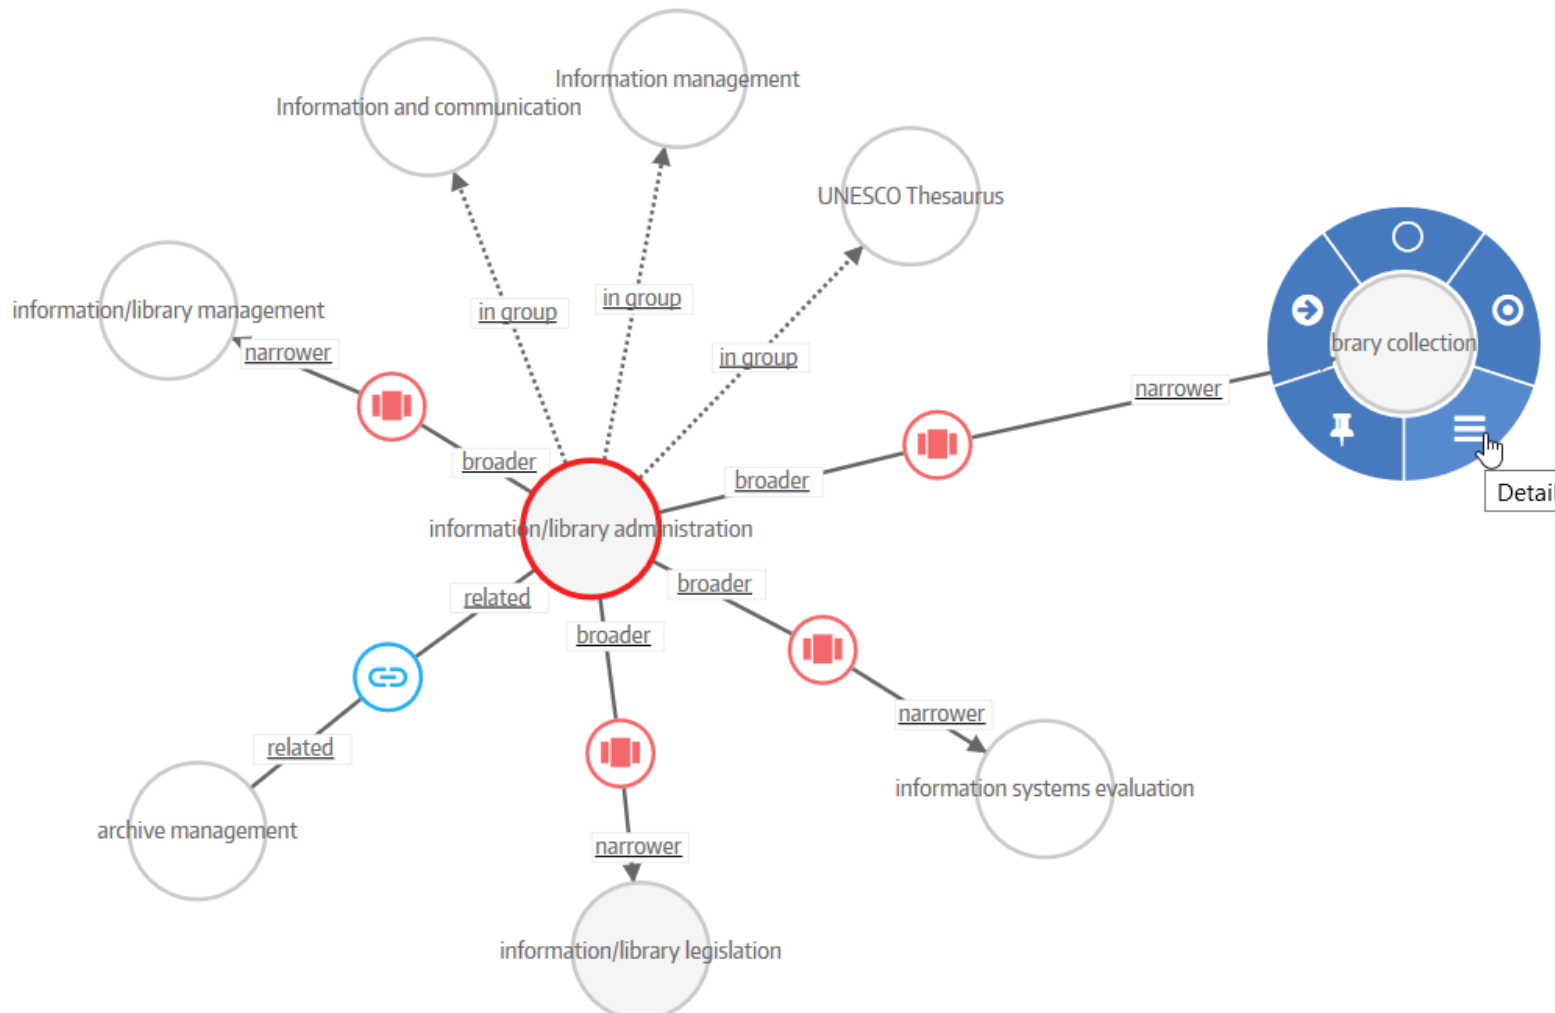 Information management
Information and communication
UNESCO Thesaurus
in group
in group
in group
information/library management
narrower
brary collection
narrower
broader
broader
Detail
information/library administration
broader
related
broader
narrower
related
information systems evaluation
archive management
narrower
information/library legislation